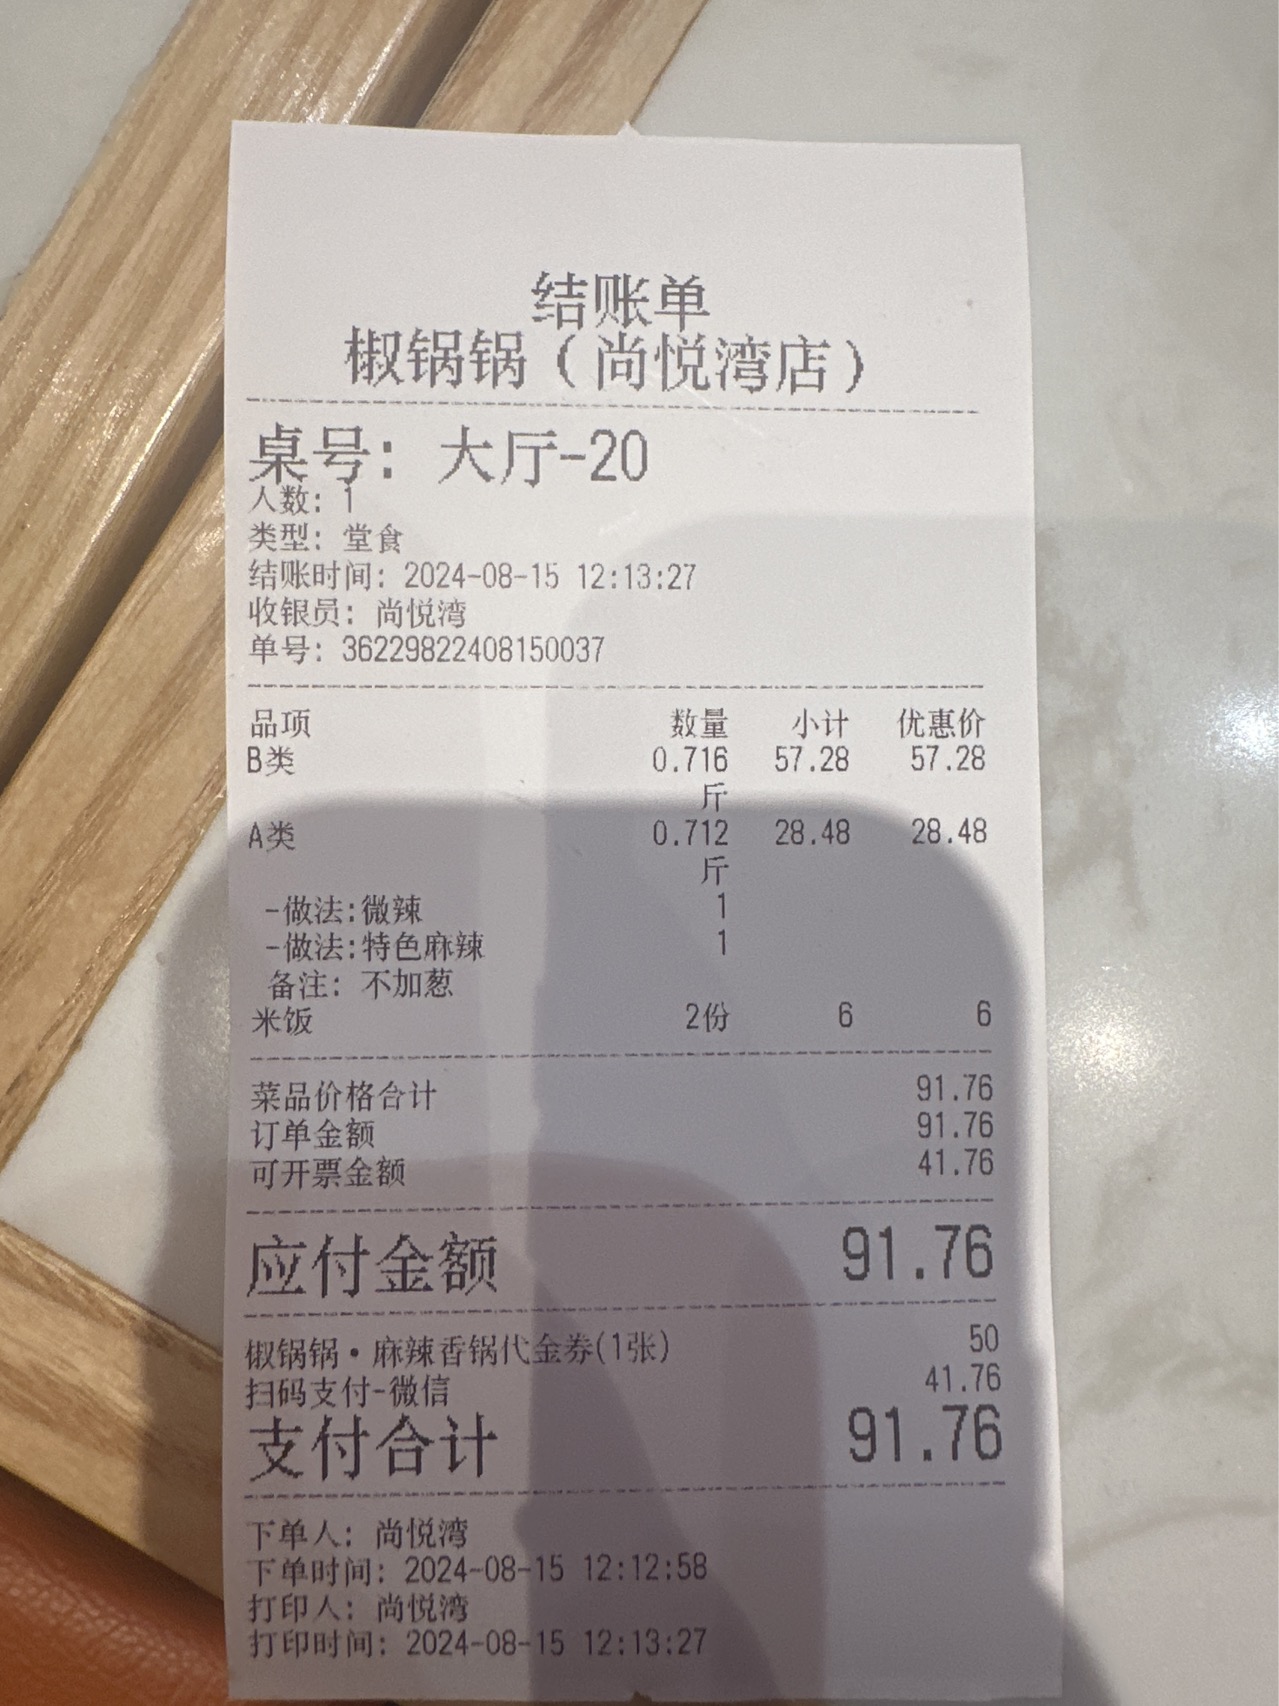 结账单
椒锅锅（尚悦湾店）
桌号：大厅-20
人数：1
类型：堂食
结账时间：2024-08-15 12:13:27
收银员：尚悦湾
单号：36229822408150037
品项 数量 小计 优惠价
B类 0.716 57.28 57.28
斤
A类 0.712 28.48 28.48
斤
-做法:微辣 1
-做法:特色麻辣 1
备注：不加葱
米饭 2份 6 6
菜品价格合计 91.76
订单金额 91.76
可开票金额 41.76
应付金额 91.76
椒锅锅•麻辣香锅代金券(1张) 50
扫码支付-微信 41.76
支付合计 91.76
下单人：尚悦湾
下单时间：2024-08-15 12:12:58
打印人：尚悦湾
打印时间：2024-08-15 12:13:27